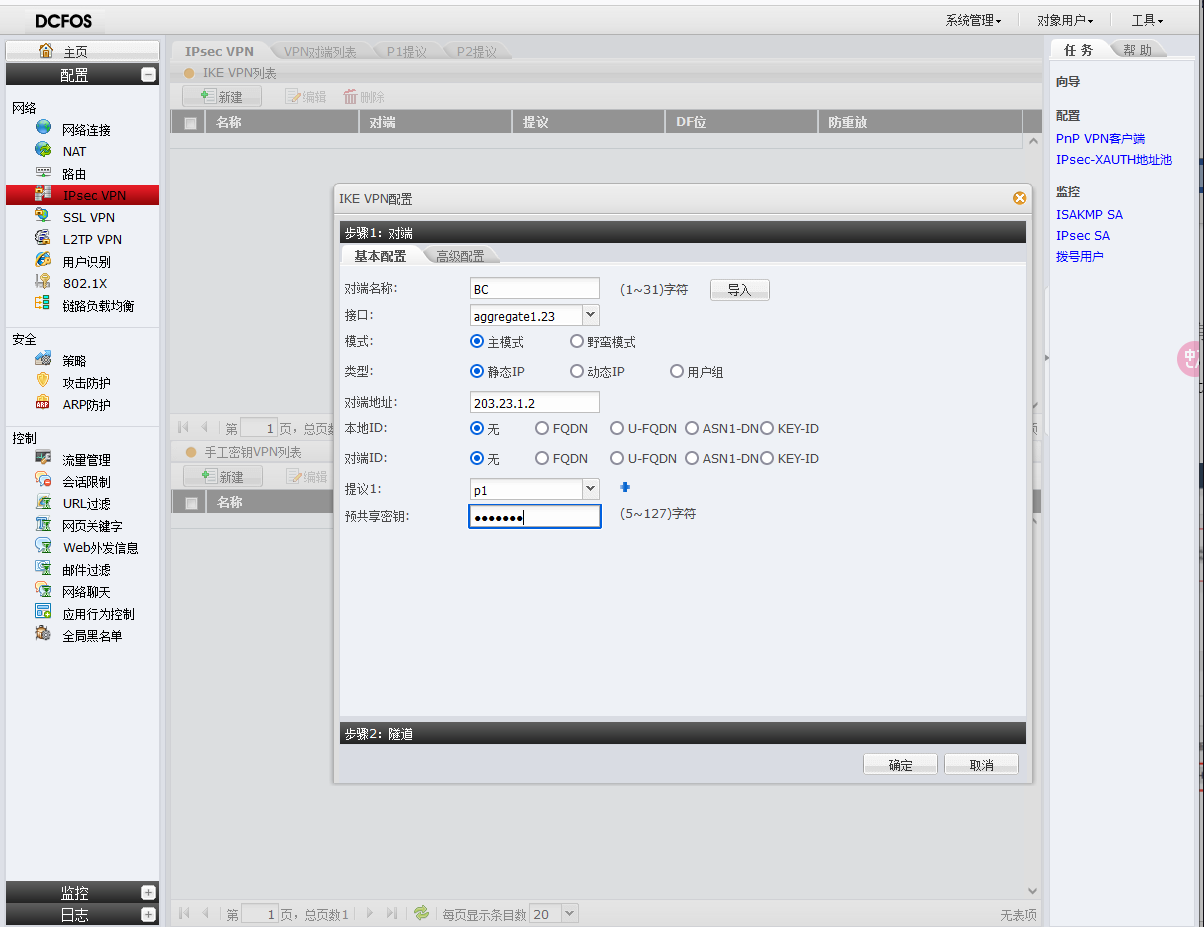 DCFOS
系统管理 对象用户 工具
主页
配置
网络
网络连接
NAT
路由
IPsec VPN
SSL VPN
L2TP VPN
用户识别
802.1X
链路负载均衡
安全
策略
攻击防护
ARP防护
控制
流量管理
会话限制
URL过滤
网页关键字
Web外发信息
邮件过滤
网络聊天
应用行为控制
全局黑名单
监控
日志
IPsec VPN VPN对端列表 P1提议 P2提议
IKE VPN列表
新建 编辑 删除
名称 对端 提议 DF位 防重放
第 1 页，总页数
手工密钥VPN列表
新建 编辑
名称
IKE VPN配置
步骤1: 对端
基本配置 高级配置
对端名称: BC (1~31)字符 导入
接口: aggregate1.23
模式: 主模式 野蛮模式
类型: 静态IP 动态IP 用户组
对端地址: 203.23.1.2
本地ID: 无 FQDN U-FQDN ASN1-DN KEY-ID
对端ID: 无 FQDN U-FQDN ASN1-DN KEY-ID
提议1: p1
预共享密钥: ●●●●●●● (5~127)字符
步骤2: 隧道
确定 取消
第 1 页，总页数1 每页显示条目数 20 无表项
任务 帮助
向导
配置
PnP VPN客户端
IPsec-XAUTH地址池
监控
ISAKMP SA
IPsec SA
拨号用户
中